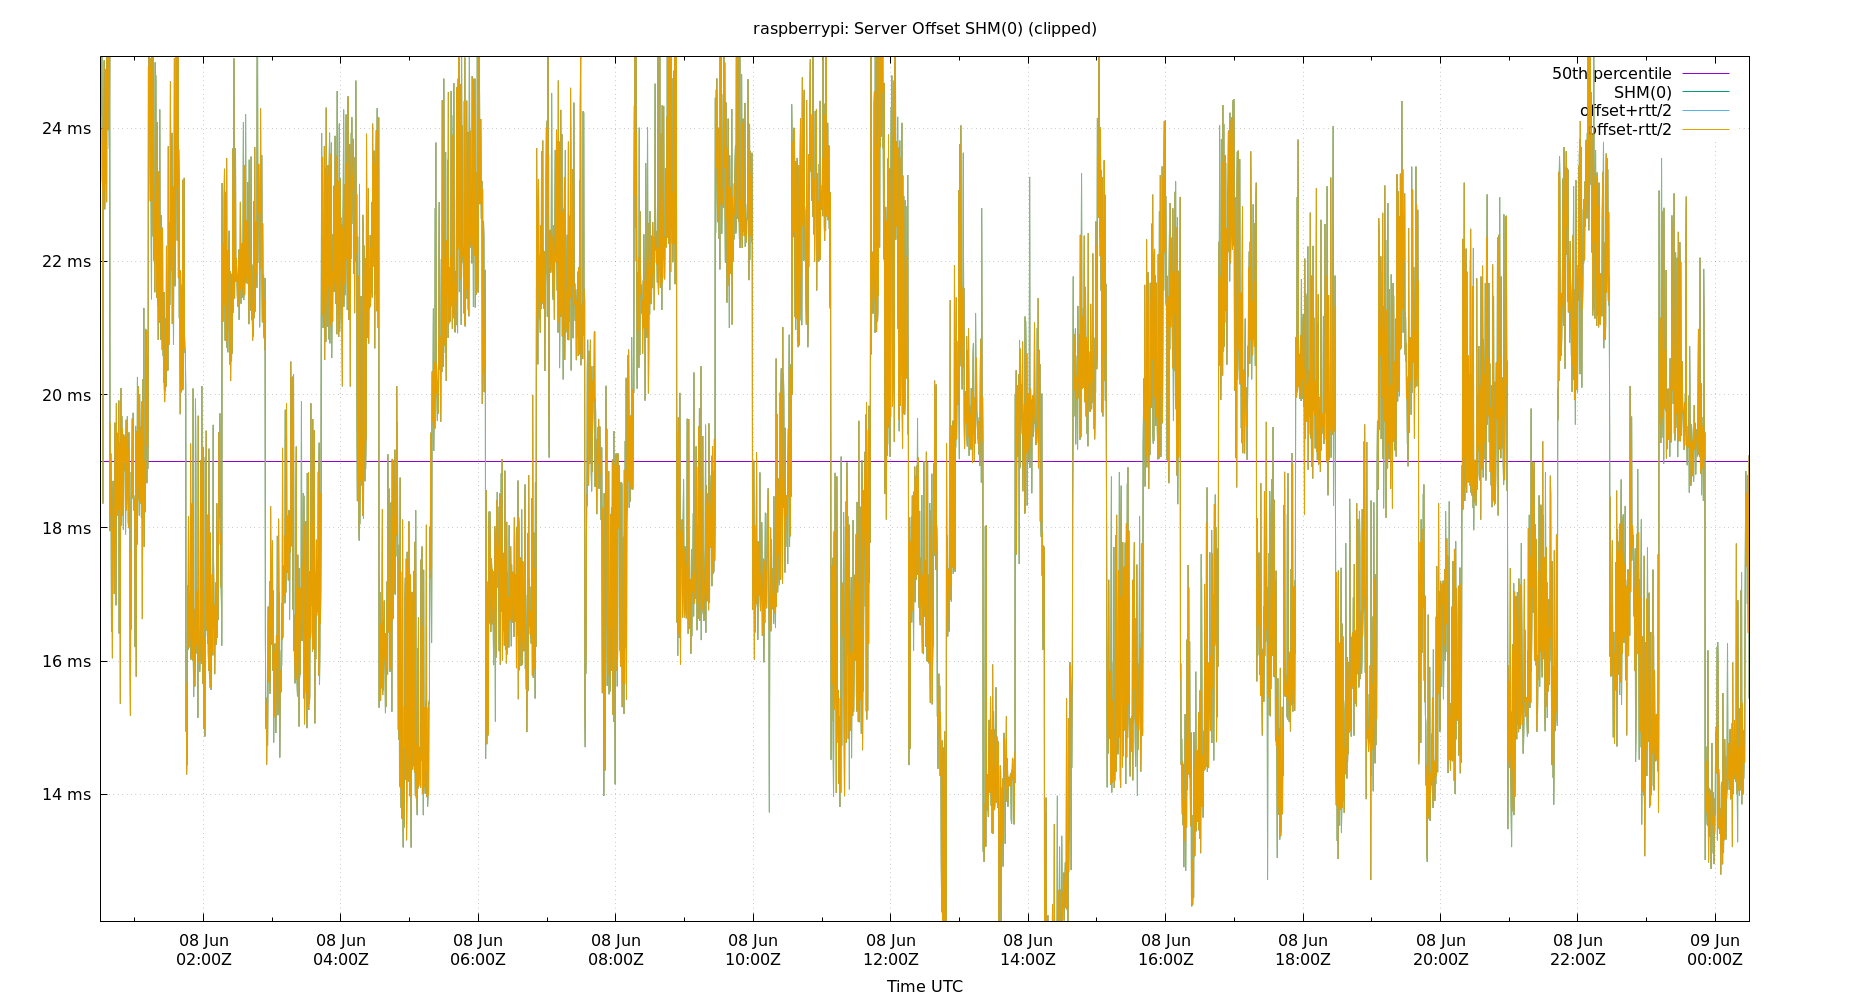 raspberrypi: Server Offset SHM(0) (clipped)
50th percentile
SHM(0)
offset+rtt/2
offset-rtt/2
24 ms
22 ms
20 ms
18 ms
16 ms
14 ms
08 Jun 08 Jun 08 Jun 08 Jun 08 Jun 08 Jun 08 Jun 08 Jun 08 Jun 08 Jun 08 Jun 09 Jun
02:00Z 04:00Z 06:00Z 08:00Z 10:00Z 12:00Z 14:00Z 16:00Z 18:00Z 20:00Z 22:00Z 00:00Z
Time UTC